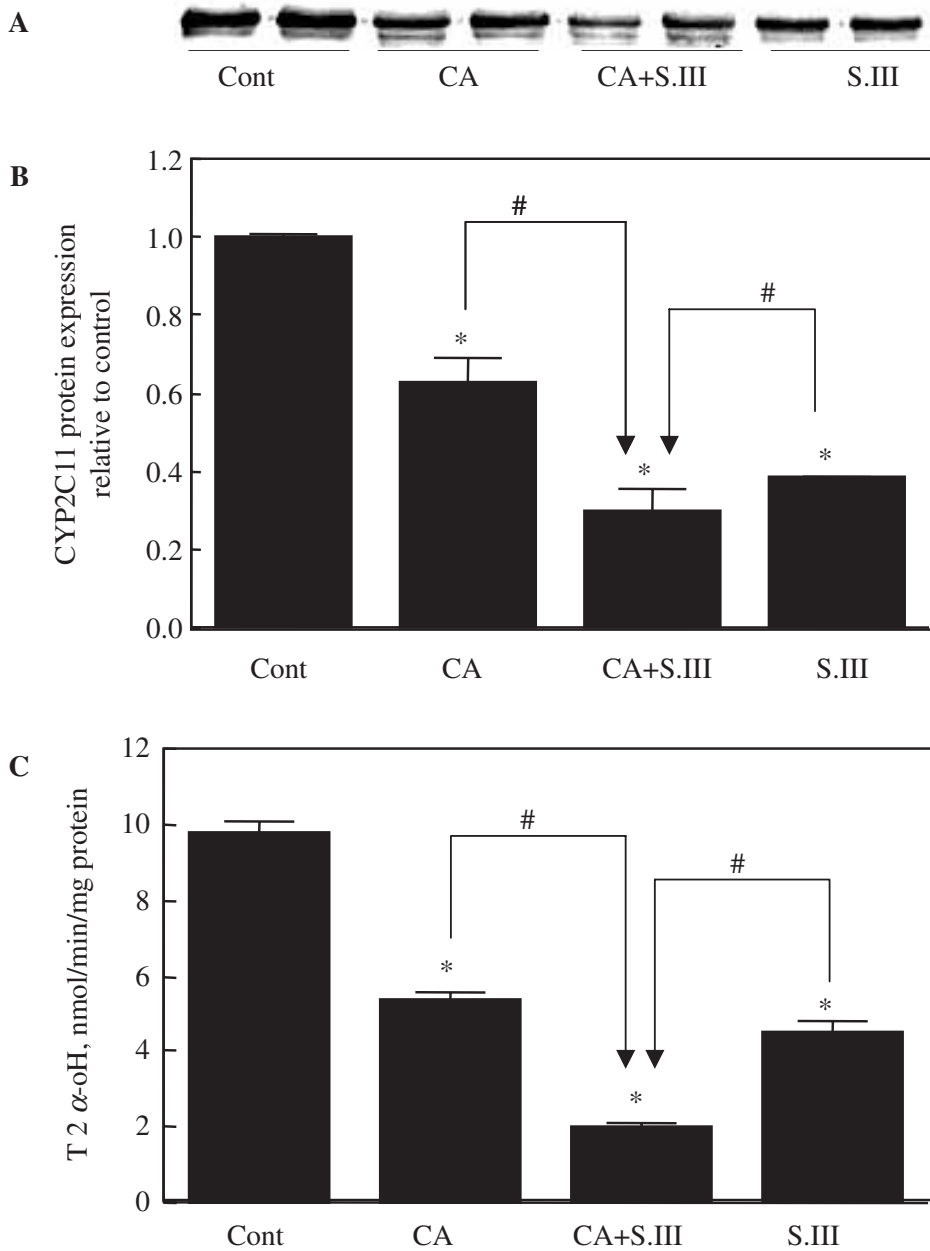 A
Cont CA CA+S.III S.III
B
CYP2C11 protein expression
relative to control
1.2
1.0
0.8
0.6
0.4
0.2
0.0
#
#
*
*
*
Cont CA CA+S.III S.III
C
T 2 α-oH, nmol/min/mg protein
12
10
8
6
4
2
0
#
#
*
*
*
Cont CA CA+S.III S.III